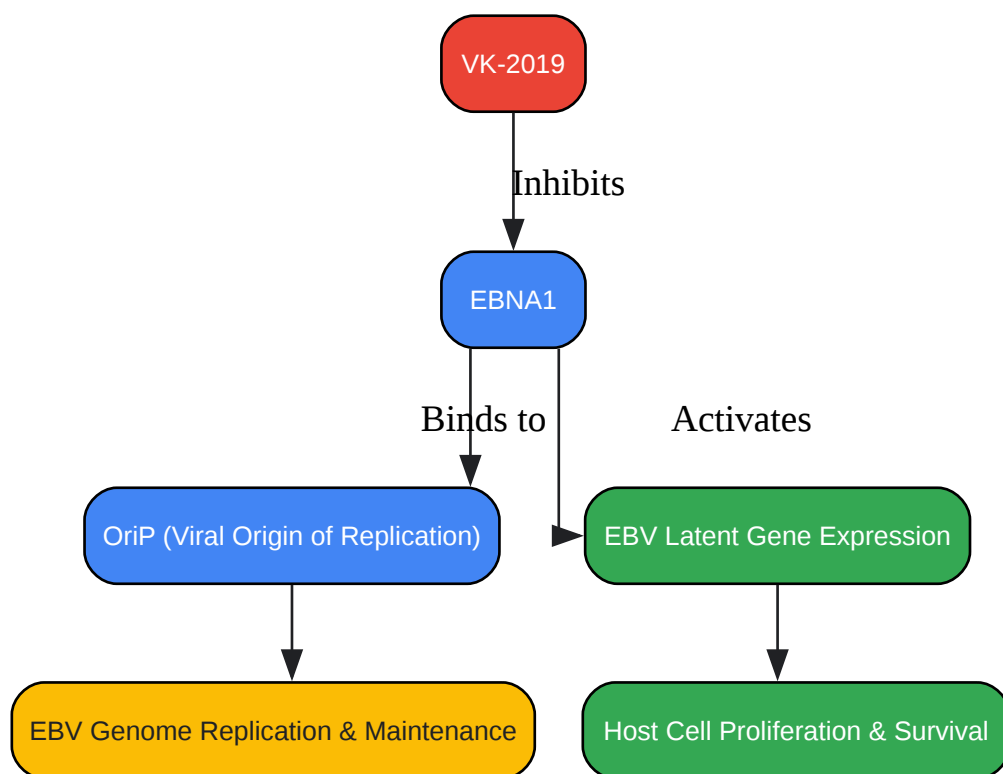 VK-2019
Inhibits
EBNA1
Binds to
Activates
OriP (Viral Origin of Replication)
EBV Latent Gene Expression
EBV Genome Replication & Maintenance
Host Cell Proliferation & Survival